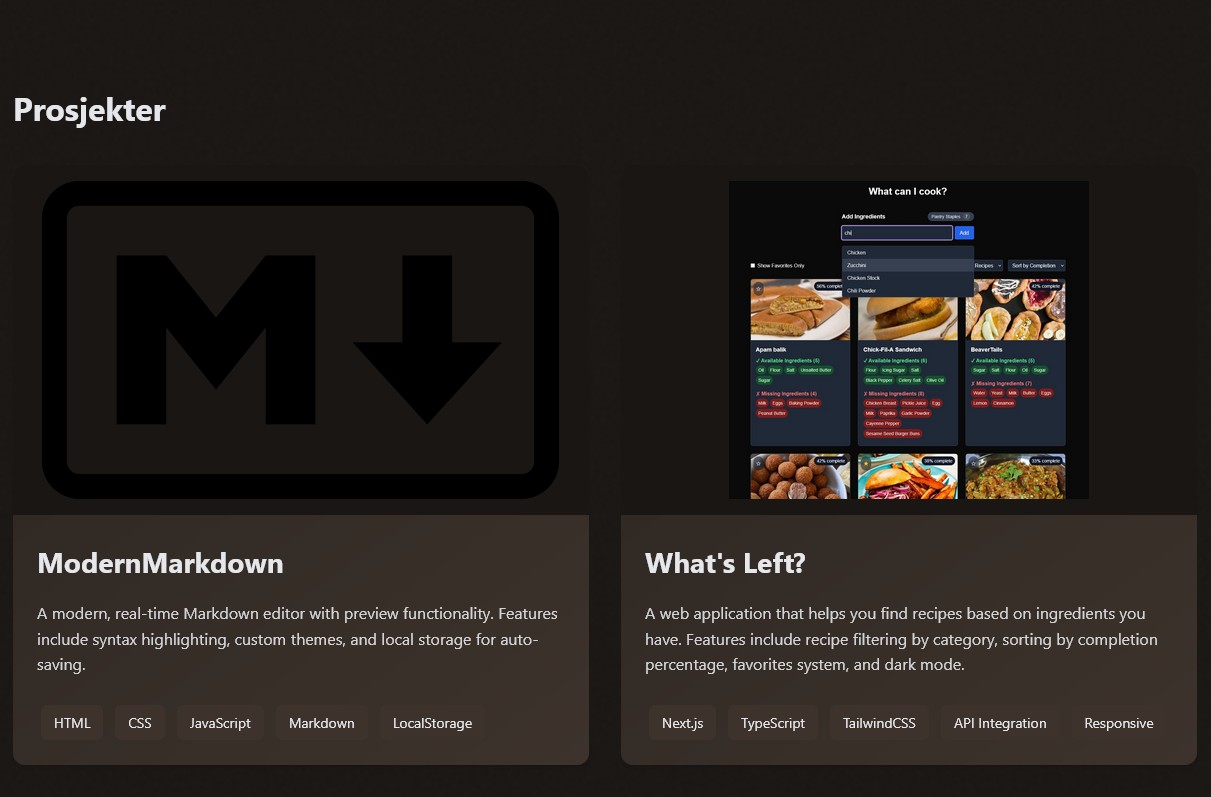 Prosjekter
M
What can I cook?
Add Ingredients
Pantry Staples
chi
Add
Chicken
Zucchini
Chicken Stock
Chili Powder
Show Favorites Only
Recipes
Sort by Completion
56% complete
42% complete
Apam balik
✓ Available Ingredients (5)
Oil Flour Salt Unsalted Butter
Sugar
✗ Missing Ingredients (4)
Milk Eggs Baking Powder
Peanut Butter
Chick-Fil-A Sandwich
✓ Available Ingredients (6)
Flour Icing Sugar Salt
Black Pepper Celery Salt Olive Oil
✗ Missing Ingredients (8)
Chicken Breast Pickle Juice Egg
Milk Paprika Garlic Powder
Cayenne Pepper
Sesame Seed Burger Buns
BeaverTails
✓ Available Ingredients (5)
Sugar Salt Flour Oil Sugar
✗ Missing Ingredients (7)
Water Yeast Milk Butter Eggs
Lemon Cinnamon
42% complete
38% complete
33% complete
ModernMarkdown
A modern, real-time Markdown editor with preview functionality. Features
include syntax highlighting, custom themes, and local storage for auto-
saving.
HTML CSS JavaScript Markdown LocalStorage
What's Left?
A web application that helps you find recipes based on ingredients you
have. Features include recipe filtering by category, sorting by completion
percentage, favorites system, and dark mode.
Next.js TypeScript TailwindCSS API Integration Responsive